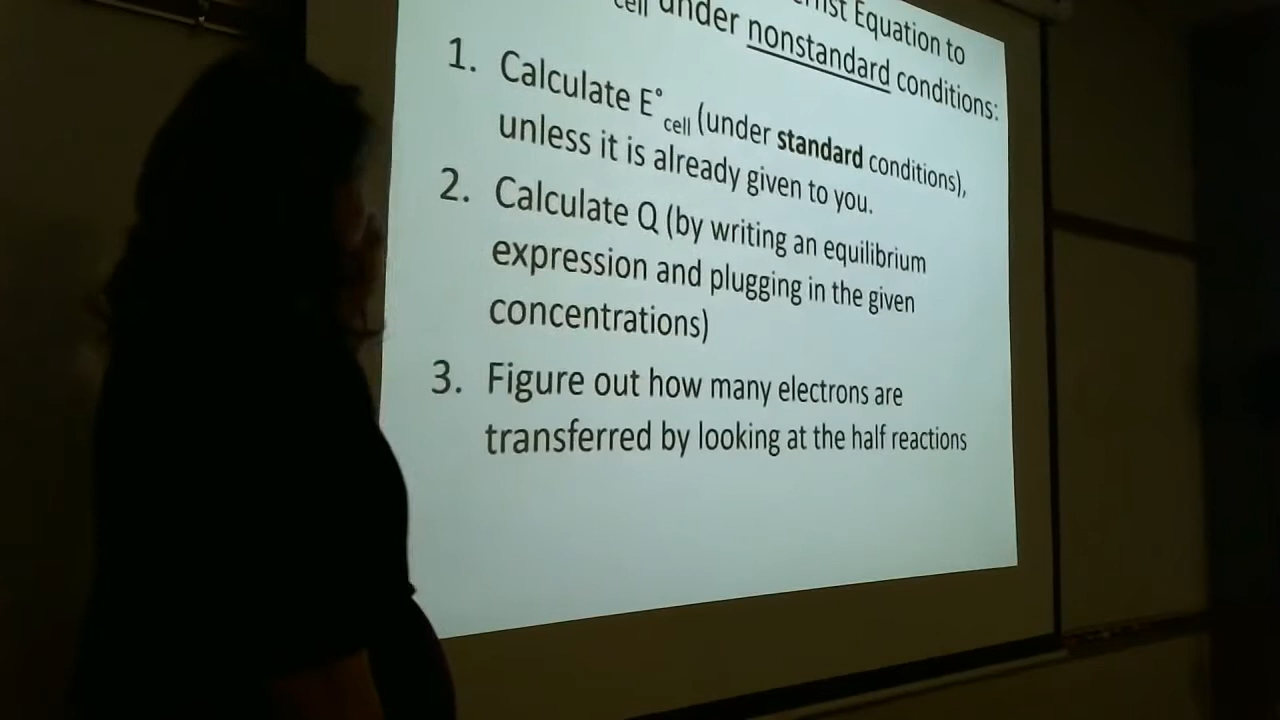 Equation to
cell under nonstandard conditions:
1. Calculate E°cell (under standard conditions),
unless it is already given to you.
2. Calculate Q (by writing an equilibrium
expression and plugging in the given
concentrations)
3. Figure out how many electrons are
transferred by looking at the half reactions